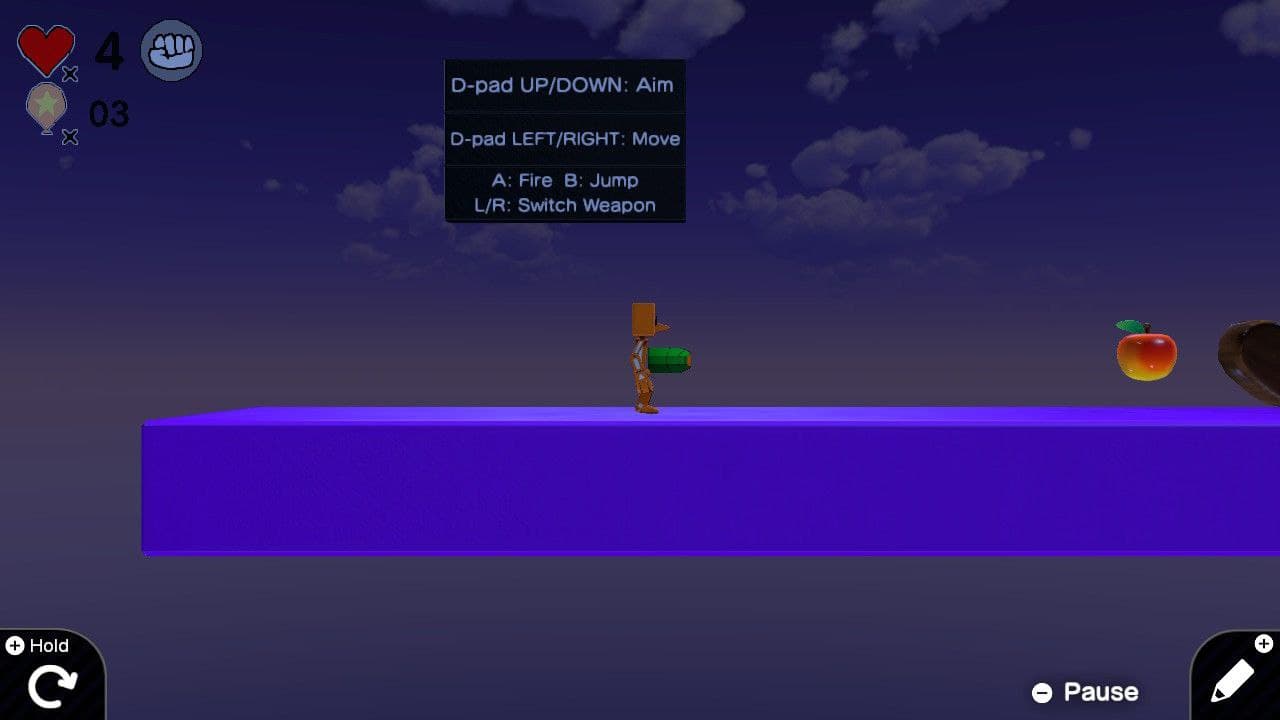 4
03
D-pad UP/DOWN: Aim
D-pad LEFT/RIGHT: Move
A: Fire B: Jump
L/R: Switch Weapon
Hold
Pause